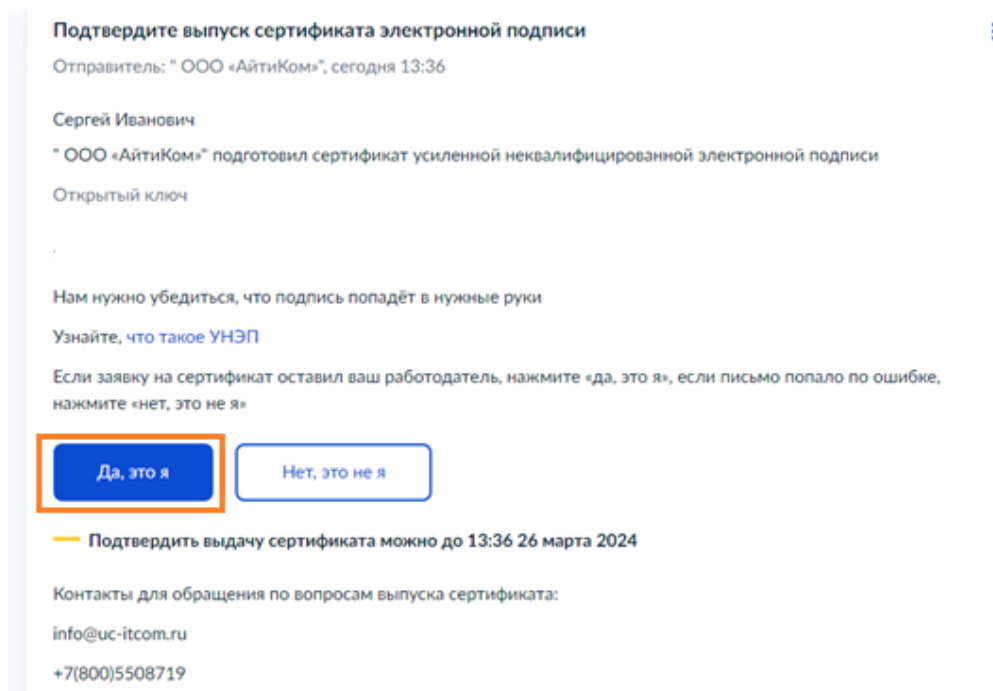 Подтвердите выпуск сертификата электронной подписи
Отправитель: " ООО «АйтиКом»", сегодня 13:36
Сергей Иванович
" ООО «АйтиКом»" подготовил сертификат усиленной неквалифицированной электронной подписи
Открытый ключ
Нам нужно убедиться, что подпись попадёт в нужные руки
Узнайте, что такое УНЭП
Если заявку на сертификат оставил ваш работодатель, нажмите «да, это я», если письмо попало по ошибке,
нажмите «нет, это не я»
Да, это я
Нет, это не я
Подтвердить выдачу сертификата можно до 13:36 26 марта 2024
Контакты для обращения по вопросам выпуска сертификата:
info@uc-itcom.ru
+7(800)5508719